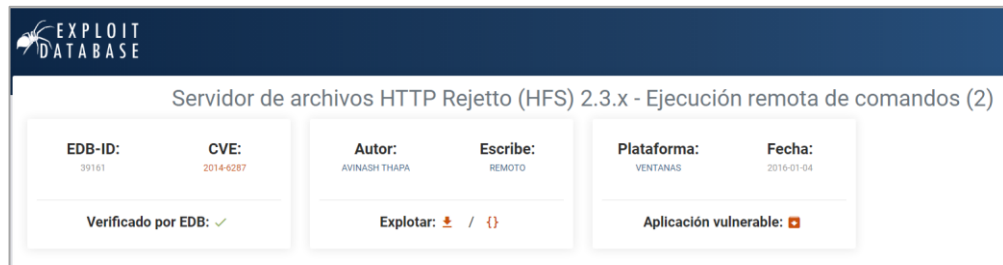 EXPLOIT
DATABASE
Servidor de archivos HTTP Rejetto (HFS) 2.3.x - Ejecución remota de comandos (2)
EDB-ID: CVE:
39161 2014-6287
Verificado por EDB:
Autor: Escribe:
AVINASH THAPA REMOTO
Explotar: / {}
Plataforma: Fecha:
VENTANAS 2016-01-04
Aplicación vulnerable: